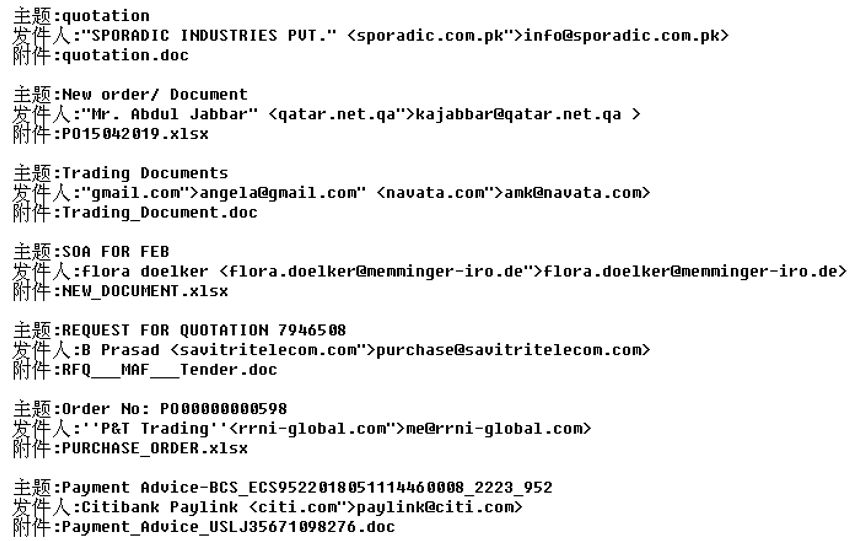 主题:quotation
发件人:"SPORADIC INDUSTRIES PVT." <sporadic.com.pk">info@sporadic.com.pk>
附件:quotation.doc
主题:New order/ Document
发件人:"Mr. Abdul Jabbar" <qatar.net.qa">kajabbar@qatar.net.qa >
附件:PO15042019.xlsx
主题:Trading Documents
发件人:"gmail.com">angela@gmail.com" <navata.com">amk@navata.com>
附件:Trading_Document.doc
主题:SOA FOR FEB
发件人:flora doelker <flora.doelker@memminger-iro.de">flora.doelker@memminger-iro.de>
附件:NEW_DOCUMENT.xlsx
主题:REQUEST FOR QUOTATION 7946508
发件人:B Prasad <savitritelecom.com">purchase@savitritelecom.com>
附件:RFQ___MAF___Tender.doc
主题:Order No: PO00000000598
发件人:''P&T Trading''<rrni-global.com">me@rrni-global.com>
附件:PURCHASE_ORDER.xlsx
主题:Payment Advice-BCS_ECS9522018051114460008_2223_952
发件人:Citibank Paylink <citi.com">paylink@citi.com>
附件:Payment_Advice_USLJ35671098276.doc